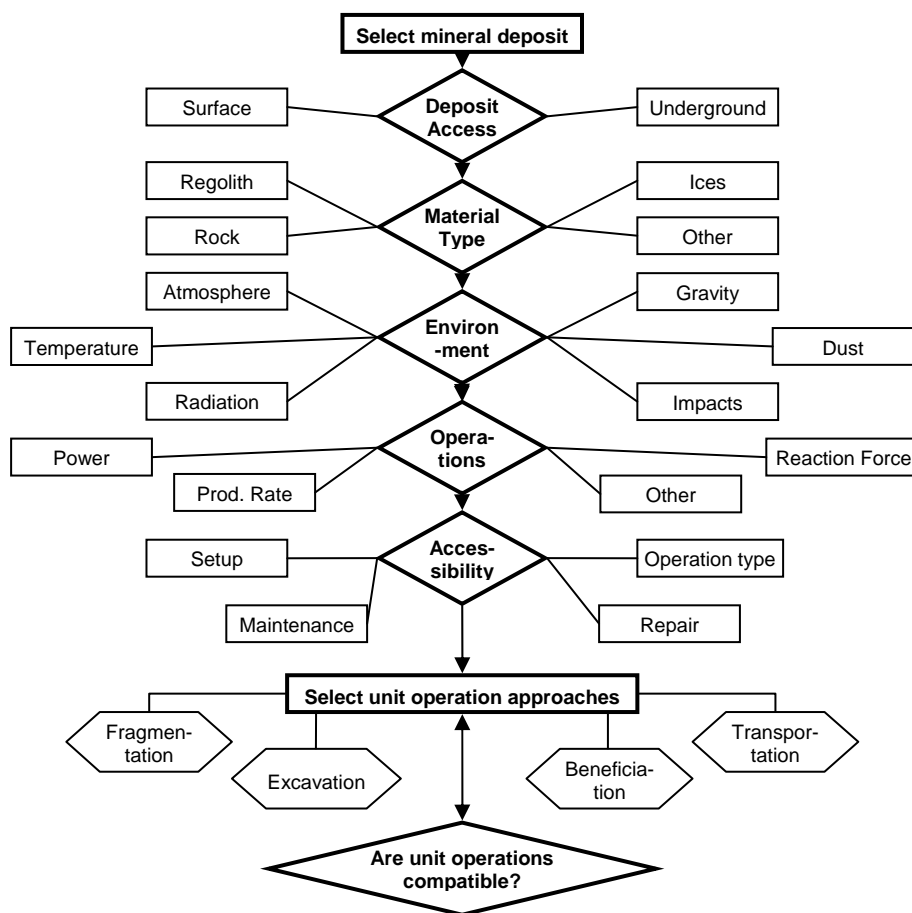 Select mineral deposit
Surface
Deposit
Access
Underground
Regolith
Ices
Material
Type
Rock
Other
Atmosphere
Gravity
Environ
-ment
Temperature
Dust
Radiation
Impacts
Opera-
tions
Power
Reaction Force
Prod. Rate
Other
Acces-
sibility
Setup
Operation type
Maintenance
Repair
Select unit operation approaches
Fragmen-
tation
Excavation
Beneficia-
tion
Transpor-
tation
Are unit operations
compatible?